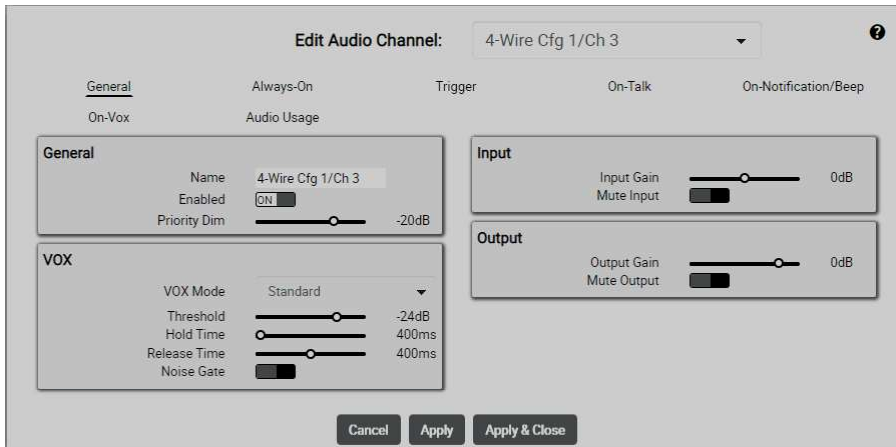 Edit Audio Channel: 4-Wire Cfg 1/Ch 3 ?
General Always-On Trigger On-Talk On-Notification/Beep
On-Vox Audio Usage
General
Name 4-Wire Cfg 1/Ch 3
Enabled ON
Priority Dim -20dB
VOX
VOX Mode Standard
Threshold -24dB
Hold Time 400ms
Release Time 400ms
Noise Gate
Input
Input Gain 0dB
Mute Input
Output
Output Gain 0dB
Mute Output
Cancel Apply Apply & Close